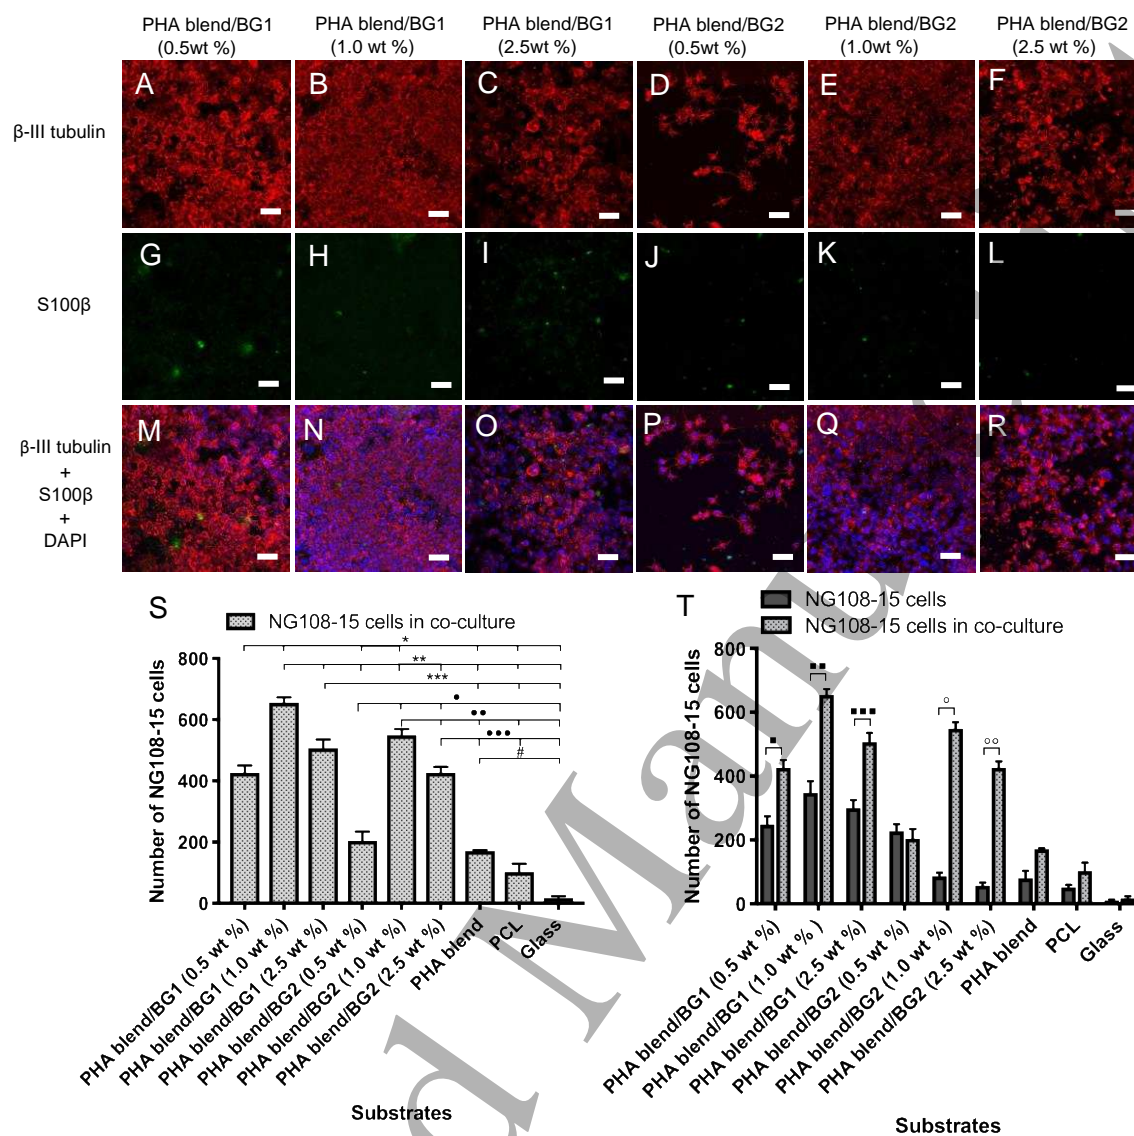 PHA blend/BG1 PHA blend/BG1 PHA blend/BG1 PHA blend/BG2 PHA blend/BG2 PHA blend/BG2
(0.5wt %) (1.0 wt %) (2.5wt %) (0.5wt %) (1.0wt %) (2.5 wt %)
A B C D E F
β-III tubulin
G H I J K L
S100β
M N O P Q R
β-III tubulin
+
S100β
+
DAPI
S
NG108-15 cells in co-culture
*
**
***
•
••
•••
#
Number of NG108-15 cells
800
600
400
200
0
PHA blend/BG1 (0.5 wt %)
PHA blend/BG1 (1.0 wt %)
PHA blend/BG1 (2.5 wt %)
PHA blend/BG2 (0.5 wt %)
PHA blend/BG2 (1.0 wt %)
PHA blend/BG2 (2.5 wt %)
PHA blend
PCL
Glass
Substrates
T
NG108-15 cells
NG108-15 cells in co-culture
■
■■
■■■
○
○○
Number of NG108-15 cells
800
600
400
200
0
PHA blend/BG1 (0.5 wt %)
PHA blend/BG1 (1.0 wt % )
PHA blend/BG1 (2.5 wt %)
PHA blend/BG2 (0.5 wt %)
PHA blend/BG2 (1.0 wt %)
PHA blend/BG2 (2.5 wt %)
PHA blend
PCL
Glass
Substrates